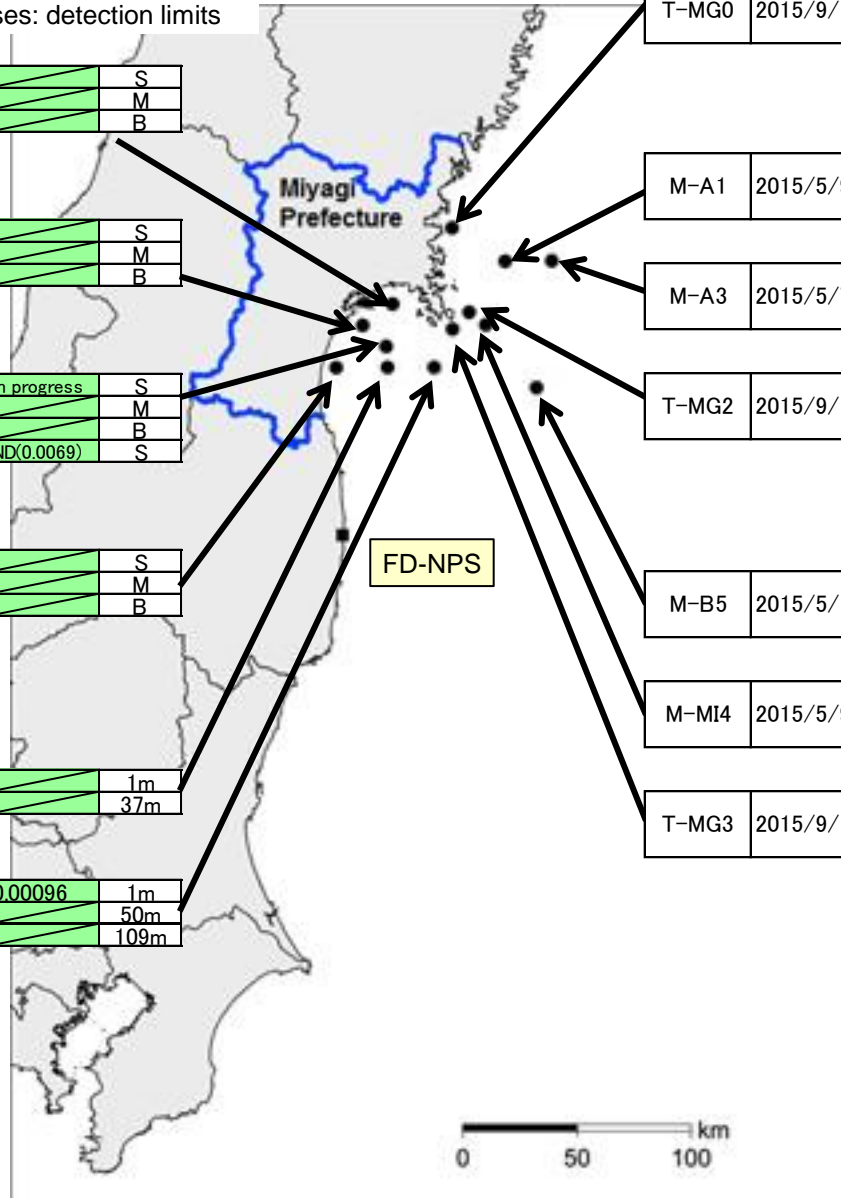 ses: detection limits
T-MG0 2015/9/
S
M
B
M-A1 2015/5/
Miyagi
Prefecture
S
M
B
M-A3 2015/5/
progress S
M
B
ND(0.0069) S
T-MG2 2015/9/
FD-NPS
S
M
B
M-B5 2015/5/
M-MI4 2015/5/
1m
37m
T-MG3 2015/9/
0.00096 1m
50m
109m
km
0 50 100